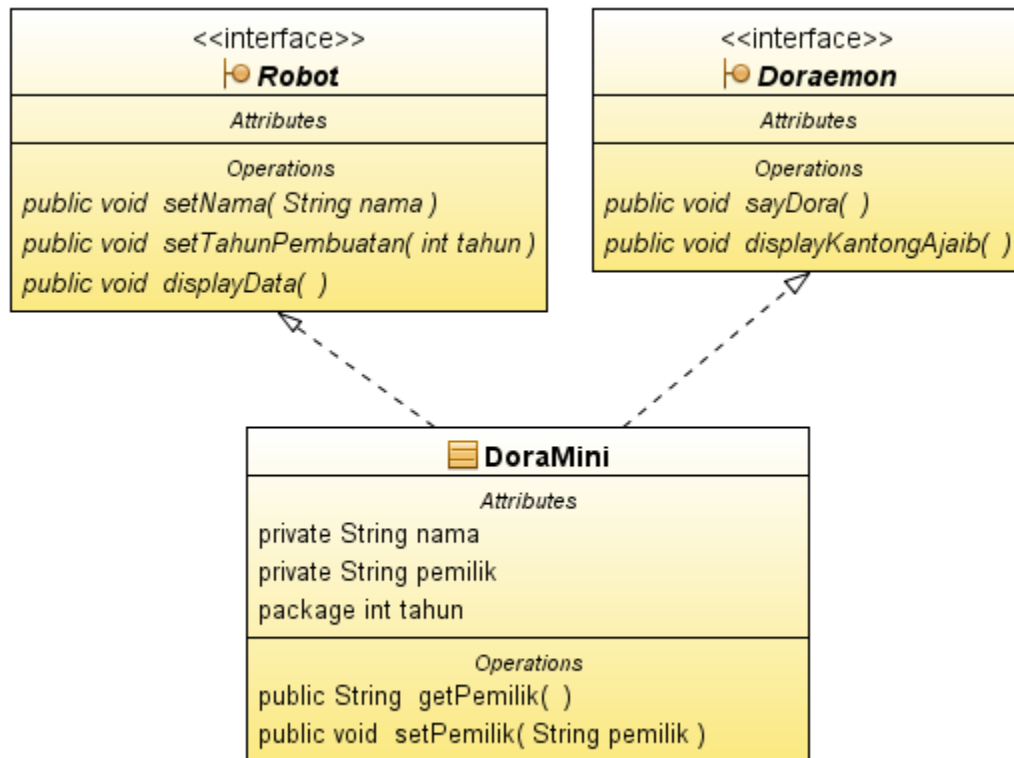 <<interface>>
Robot
Attributes
Operations
public void setNama( String nama )
public void setTahunPembuatan( int tahun )
public void displayData( )
<<interface>>
Doraemon
Attributes
Operations
public void sayDora( )
public void displayKantongAjaib( )
DoraMini
Attributes
private String nama
private String pemilik
package int tahun
Operations
public String getPemilik( )
public void setPemilik( String pemilik )